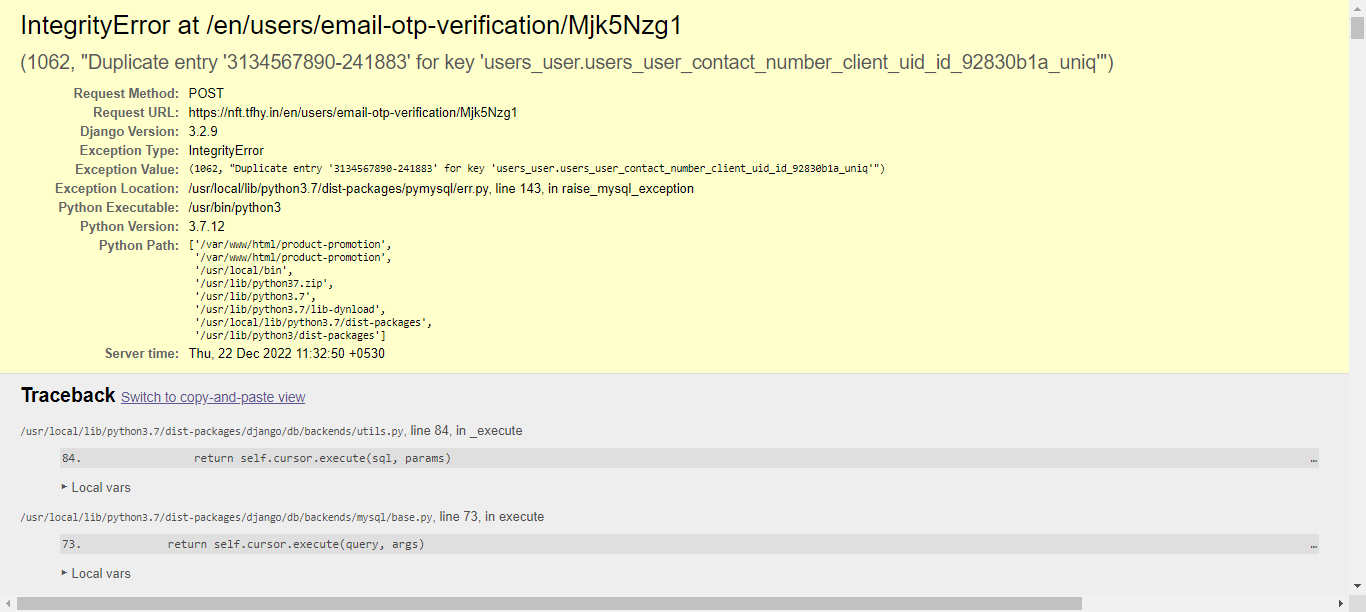 IntegrityError at /en/users/email-otp-verification/Mjk5Nzg1
(1062, "Duplicate entry '3134567890-241883' for key 'users_user.users_user_contact_number_client_uid_id_92830b1a_uniq'")
Request Method: POST
Request URL: https://nft.tfhy.in/en/users/email-otp-verification/Mjk5Nzg1
Django Version: 3.2.9
Exception Type: IntegrityError
Exception Value: (1062, "Duplicate entry '3134567890-241883' for key 'users_user.users_user_contact_number_client_uid_id_92830b1a_uniq'")
Exception Location: /usr/local/lib/python3.7/dist-packages/pymysql/err.py, line 143, in raise_mysql_exception
Python Executable: /usr/bin/python3
Python Version: 3.7.12
Python Path: ['/var/www/html/product-promotion',
'/var/www/html/product-promotion',
'/usr/local/bin',
'/usr/lib/python37.zip',
'/usr/lib/python3.7',
'/usr/lib/python3.7/lib-dynload',
'/usr/local/lib/python3.7/dist-packages',
'/usr/lib/python3/dist-packages']
Server time: Thu, 22 Dec 2022 11:32:50 +0530
Traceback Switch to copy-and-paste view
/usr/local/lib/python3.7/dist-packages/django/db/backends/utils.py, line 84, in _execute
84. return self.cursor.execute(sql, params) …
▸ Local vars
/usr/local/lib/python3.7/dist-packages/django/db/backends/mysql/base.py, line 73, in execute
73. return self.cursor.execute(query, args) …
▸ Local vars